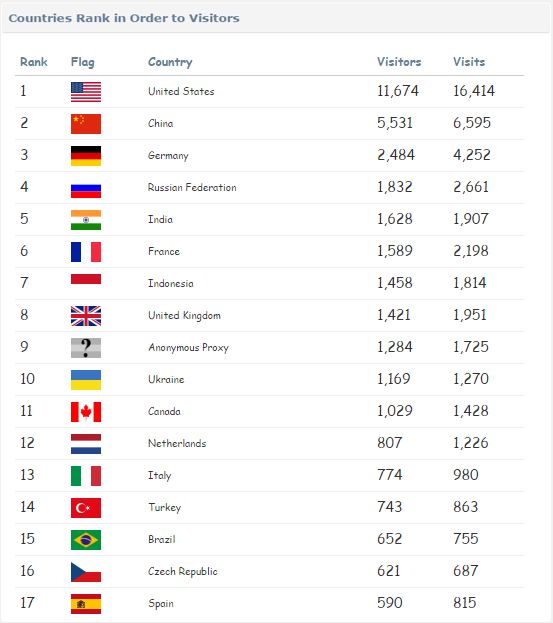 Countries Rank in Order to Visitors
Rank Flag Country Visitors Visits
1 United States 11,674 16,414
2 China 5,531 6,595
3 Germany 2,484 4,252
4 Russian Federation 1,832 2,661
5 India 1,628 1,907
6 France 1,589 2,198
7 Indonesia 1,458 1,814
8 United Kingdom 1,421 1,951
9 ? Anonymous Proxy 1,284 1,725
10 Ukraine 1,169 1,270
11 Canada 1,029 1,428
12 Netherlands 807 1,226
13 Italy 774 980
14 Turkey 743 863
15 Brazil 652 755
16 Czech Republic 621 687
17 Spain 590 815